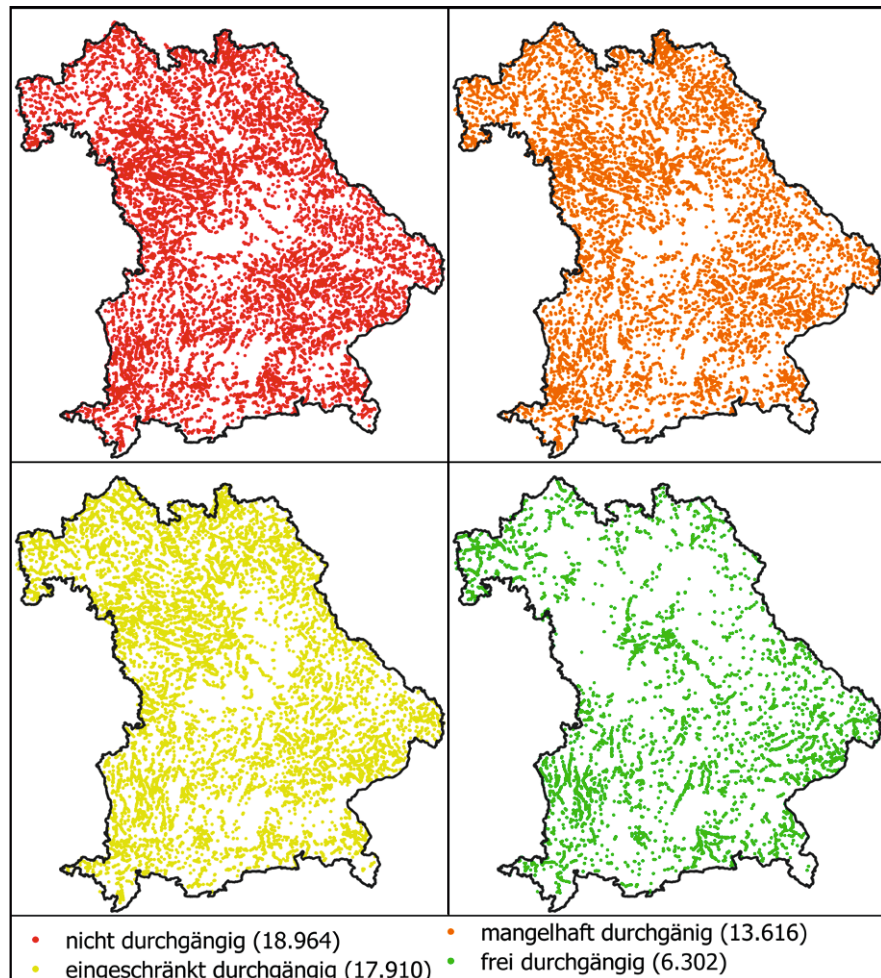 nicht durchgängig (18.964)
mangelhaft durchgänig (13.616)
eingeschränkt durchgängig (17.910)
frei durchgängig (6.302)